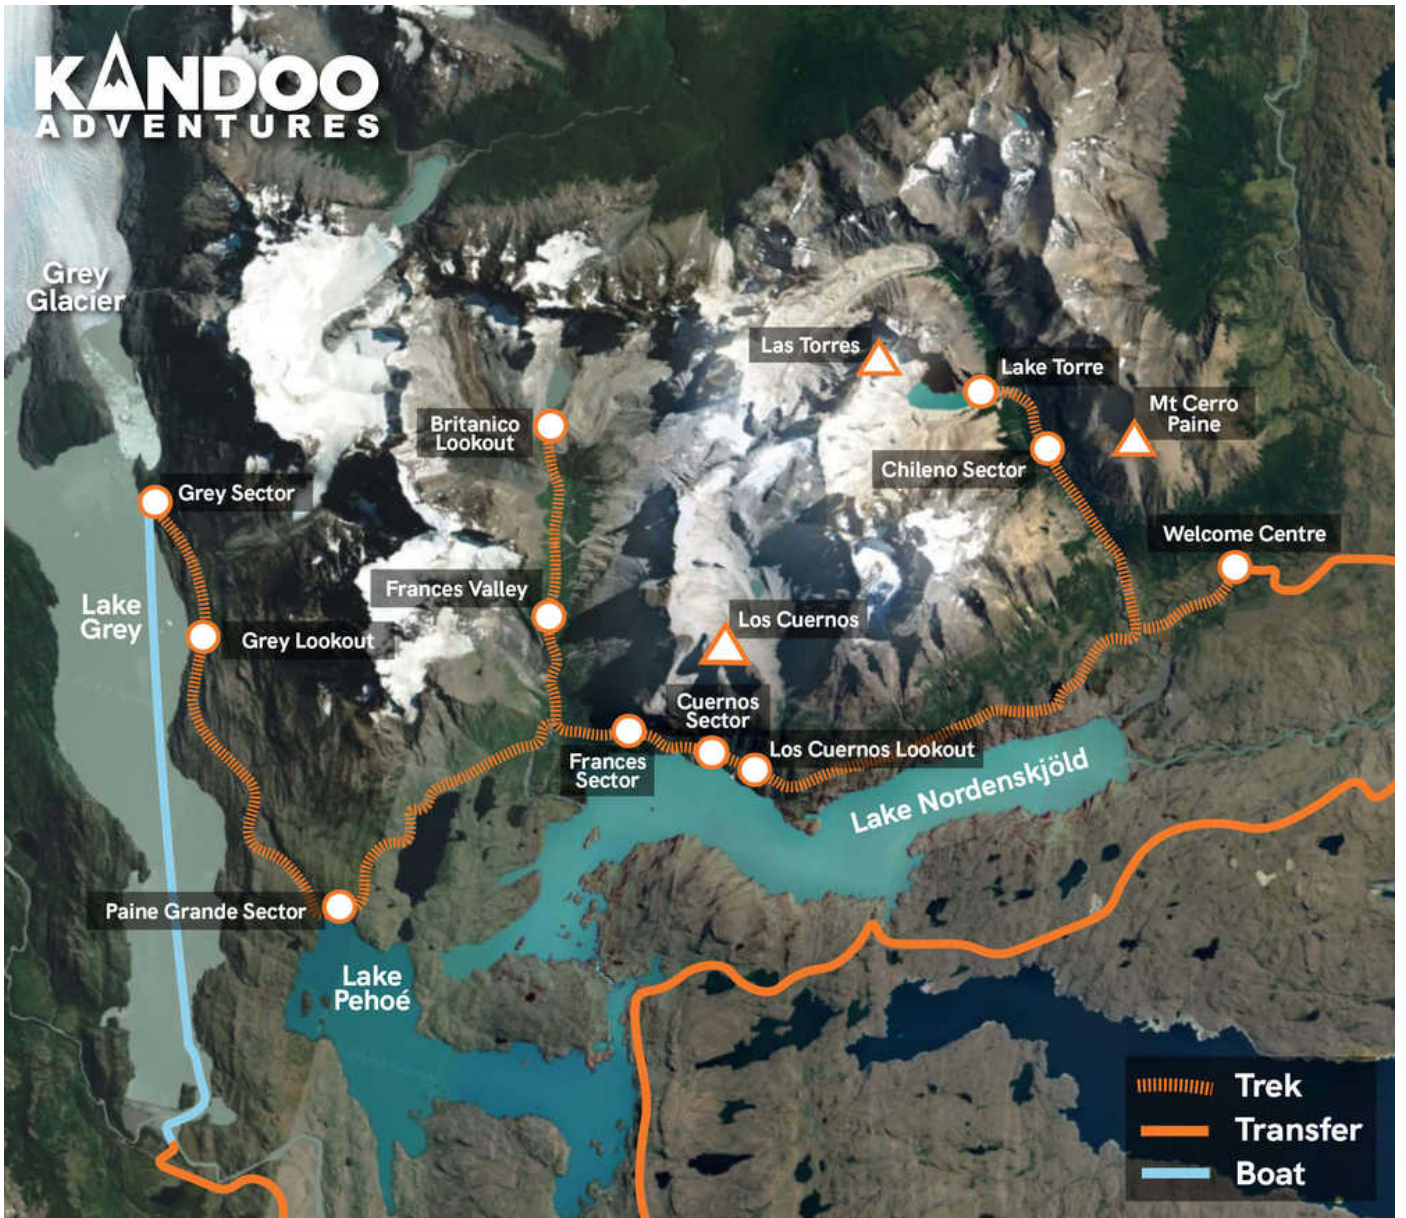 KANDOO
ADVENTURES
Grey
Glacier
Las Torres
Lake Torre
Mt Cerro
Paine
Britanico
Lookout
Chileno Sector
Grey Sector
Welcome Centre
Frances Valley
Lake
Grey
Grey Lookout
Los Cuernos
Cuernos
Sector
Frances
Sector
Los Cuernos Lookout
Lake Nordenskjöld
Paine Grande Sector
Lake
Pehoé
Trek
Transfer
Boat